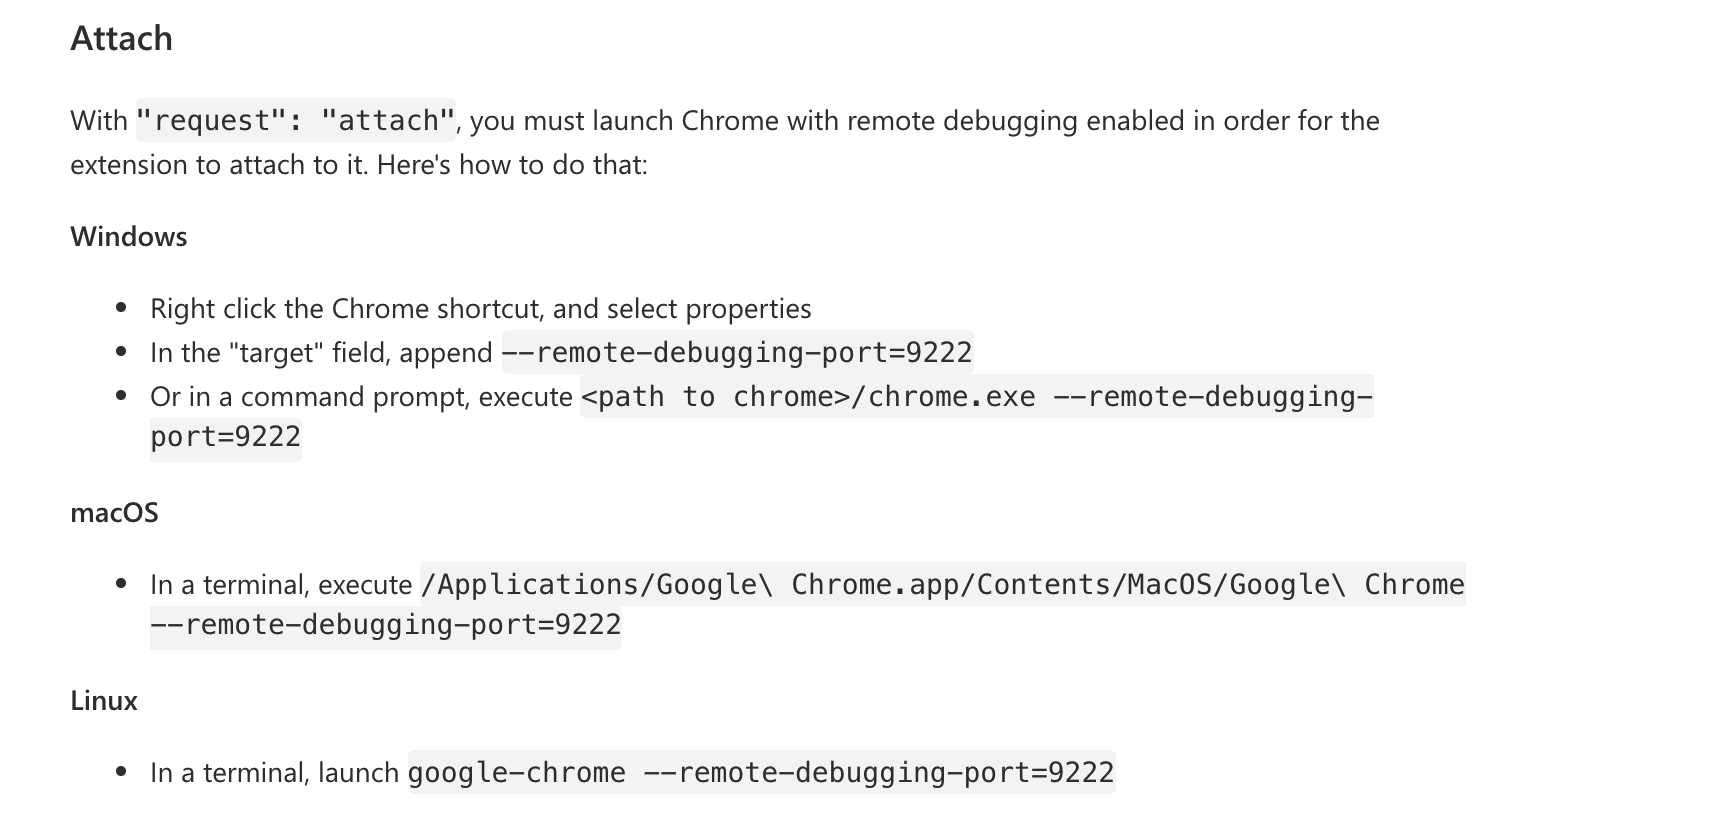 Attach
With "request": "attach", you must launch Chrome with remote debugging enabled in order for the
extension to attach to it. Here's how to do that:
Windows
• Right click the Chrome shortcut, and select properties
• In the "target" field, append --remote-debugging-port=9222
• Or in a command prompt, execute <path to chrome>/chrome.exe --remote-debugging-
port=9222
macOS
• In a terminal, execute /Applications/Google\ Chrome.app/Contents/MacOS/Google\ Chrome
--remote-debugging-port=9222
Linux
• In a terminal, launch google-chrome --remote-debugging-port=9222